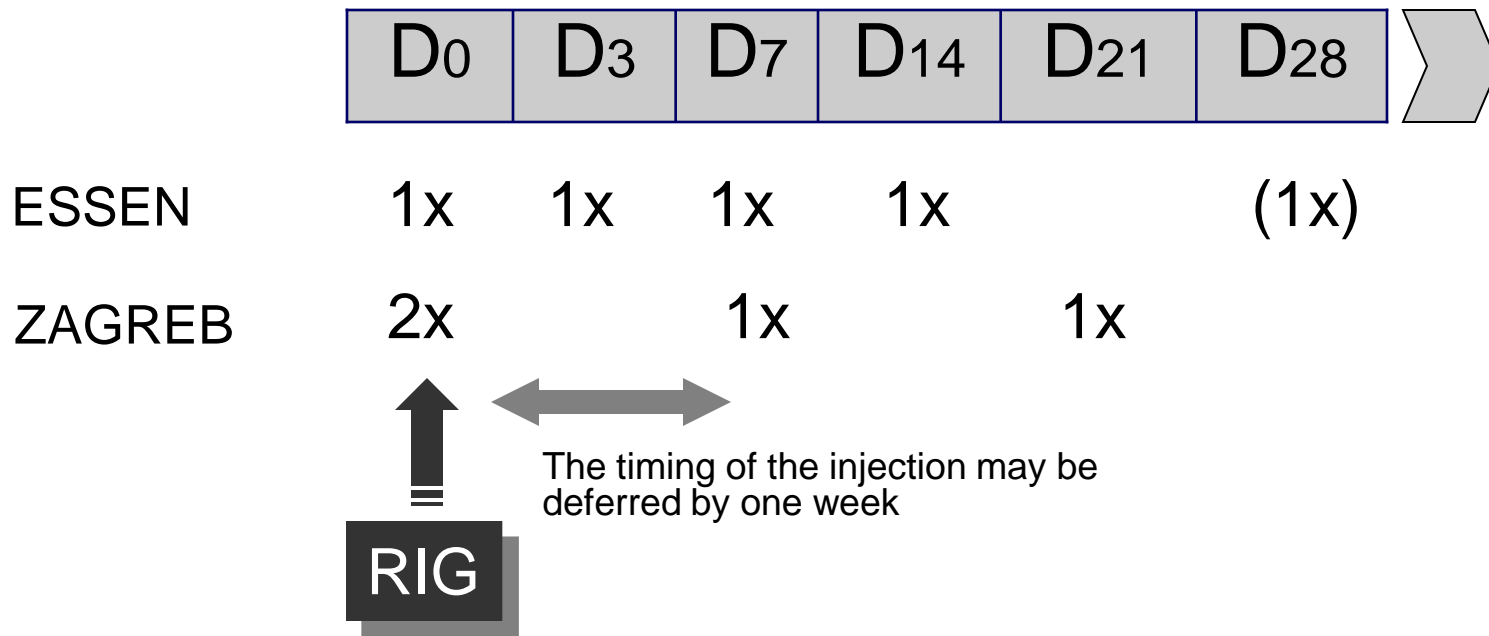 D0 D3 D7 D14 D21 D28
ESSEN 1x 1x 1x 1x (1x)
ZAGREB 2x 1x 1x
The timing of the injection may be
deferred by one week
RIG